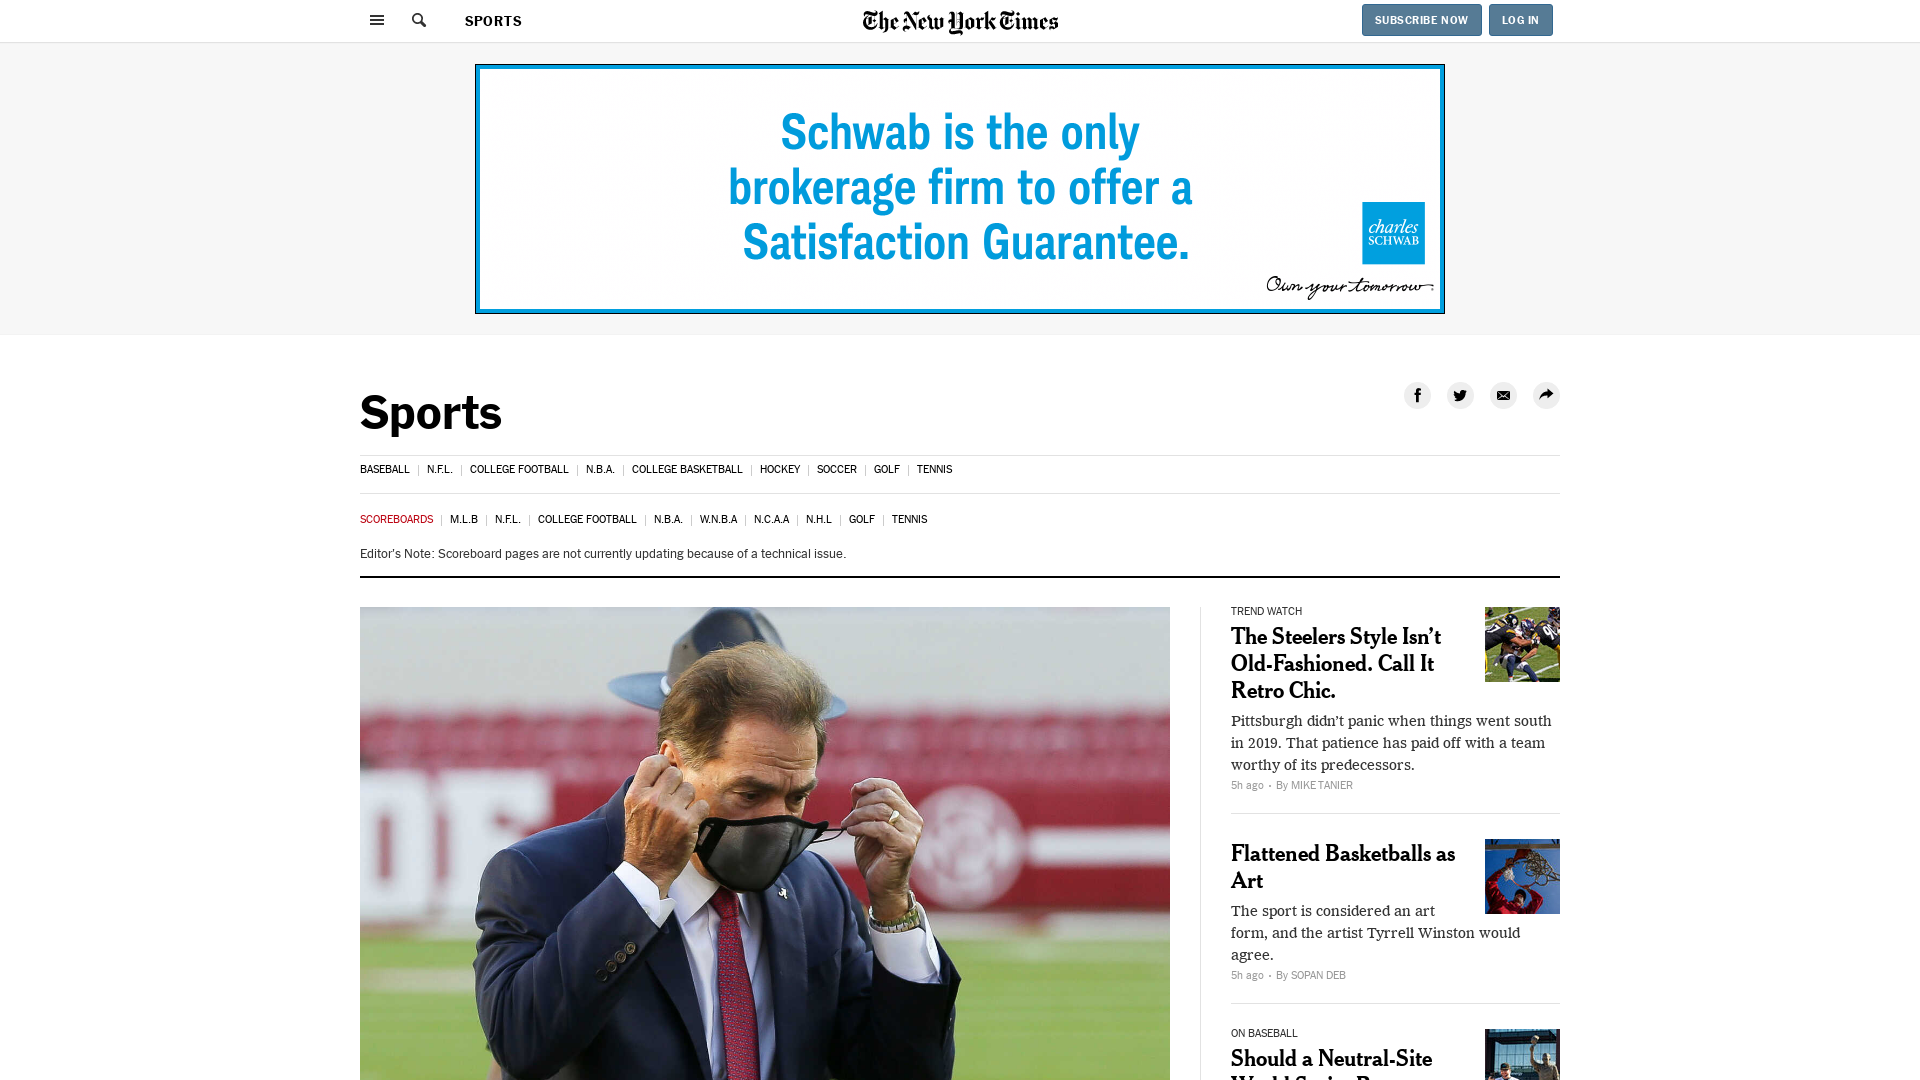 SPORTS
The New York Times
SUBSCRIBE NOW
LOG IN
Schwab is the only
brokerage firm to offer a
Satisfaction Guarantee.
charles
SCHWAB
Own your tomorrow.
Sports
BASEBALL | N.F.L. | COLLEGE FOOTBALL | N.B.A. | COLLEGE BASKETBALL | HOCKEY | SOCCER | GOLF | TENNIS
SCOREBOARDS | M.L.B | N.F.L. | COLLEGE FOOTBALL | N.B.A. | W.N.B.A | N.C.A.A | N.H.L | GOLF | TENNIS
Editor's Note: Scoreboard pages are not currently updating because of a technical issue.
TREND WATCH
The Steelers Style Isn’t
Old-Fashioned. Call It
Retro Chic.
Pittsburgh didn’t panic when things went south
in 2019. That patience has paid off with a team
worthy of its predecessors.
5h ago • By MIKE TANIER
Flattened Basketballs as
Art
The sport is considered an art
form, and the artist Tyrrell Winston would
agree.
5h ago • By SOPAN DEB
ON BASEBALL
Should a Neutral-Site